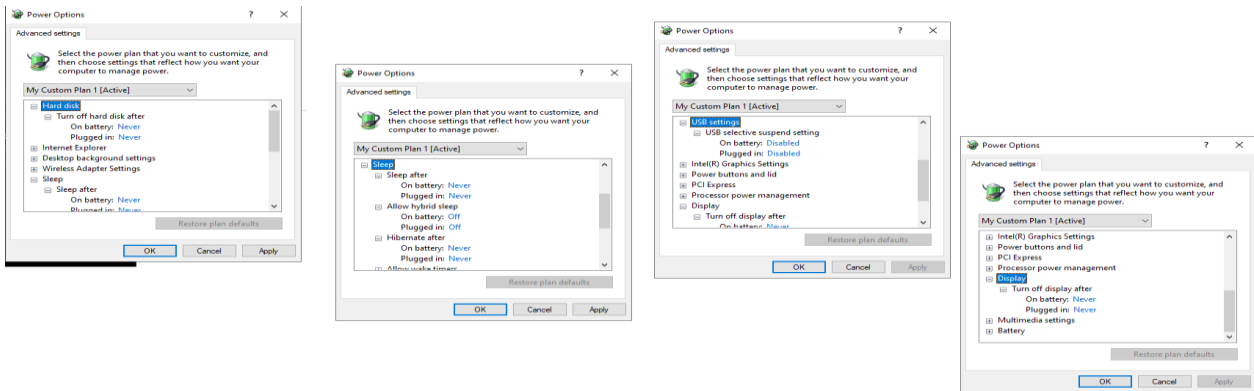 Power Options
Advanced settings
Select the power plan that you want to customize, and
then choose settings that reflect how you want your
computer to manage power.
My Custom Plan 1 [Active]
Hard disk
Turn off hard disk after
On battery: Never
Plugged in: Never
Internet Explorer
Desktop background settings
Wireless Adapter Settings
Sleep
Sleep after
On battery: Never
Plugged in: Never
Restore plan defaults
OK Cancel Apply
Power Options
Advanced settings
Select the power plan that you want to customize, and
then choose settings that reflect how you want your
computer to manage power.
My Custom Plan 1 [Active]
Sleep
Sleep after
On battery: Never
Plugged in: Never
Allow hybrid sleep
On battery: Off
Plugged in: Off
Hibernate after
On battery: Never
Plugged in: Never
Allow wake timers
Restore plan defaults
OK Cancel Apply
Power Options
Advanced settings
Select the power plan that you want to customize, and
then choose settings that reflect how you want your
computer to manage power.
My Custom Plan 1 [Active]
USB settings
USB selective suspend setting
On battery: Disabled
Plugged in: Disabled
Intel(R) Graphics Settings
Power buttons and lid
PCI Express
Processor power management
Display
Turn off display after
On battery: Never
Restore plan defaults
OK Cancel Apply
Power Options
Advanced settings
Select the power plan that you want to customize, and
then choose settings that reflect how you want your
computer to manage power.
My Custom Plan 1 [Active]
Intel(R) Graphics Settings
Power buttons and lid
PCI Express
Processor power management
Display
Turn off display after
On battery: Never
Plugged in: Never
Multimedia settings
Battery
Restore plan defaults
OK Cancel Apply